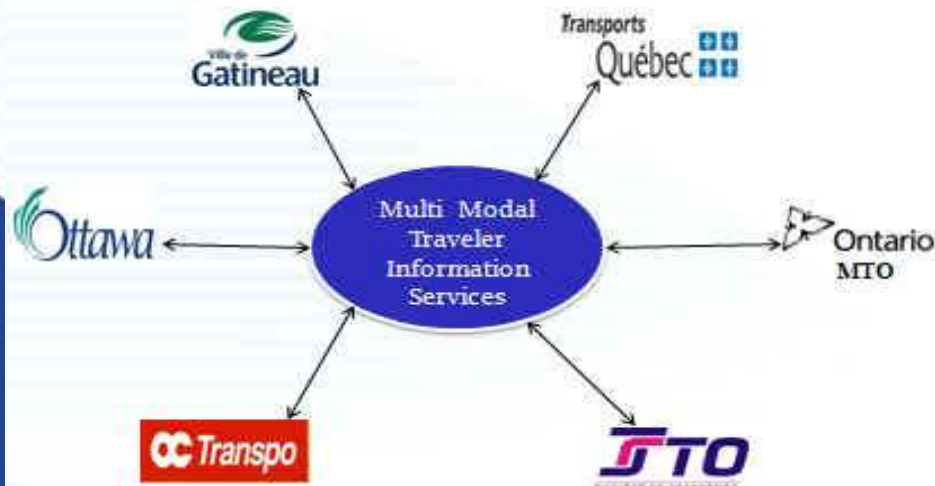 Ville de
Gatineau
Transports
Québec
Ottawa
Multi Modal
Traveler
Information
Services
Ontario
MTO
OC Transpo
STO